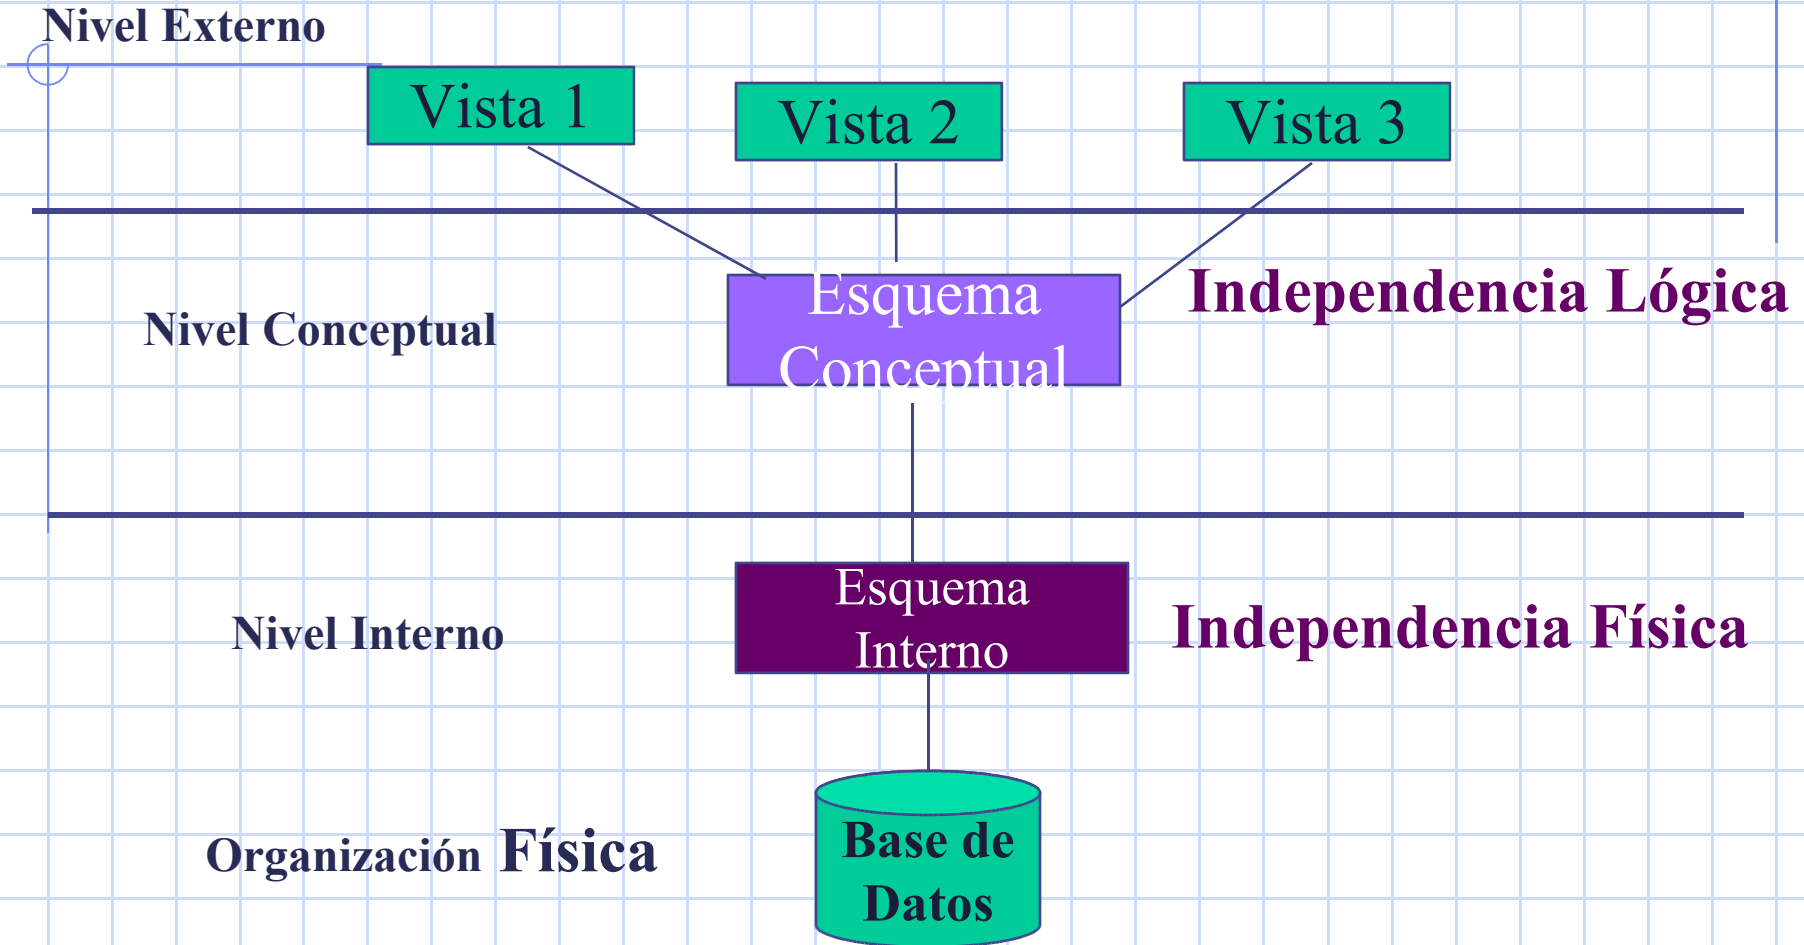 Nivel Externo
Vista 1
Vista 2
Vista 3
Nivel Conceptual
Esquema
Conceptual
Independencia Lógica
Nivel Interno
Esquema
Interno
Independencia Física
Organización Física
Base de
Datos